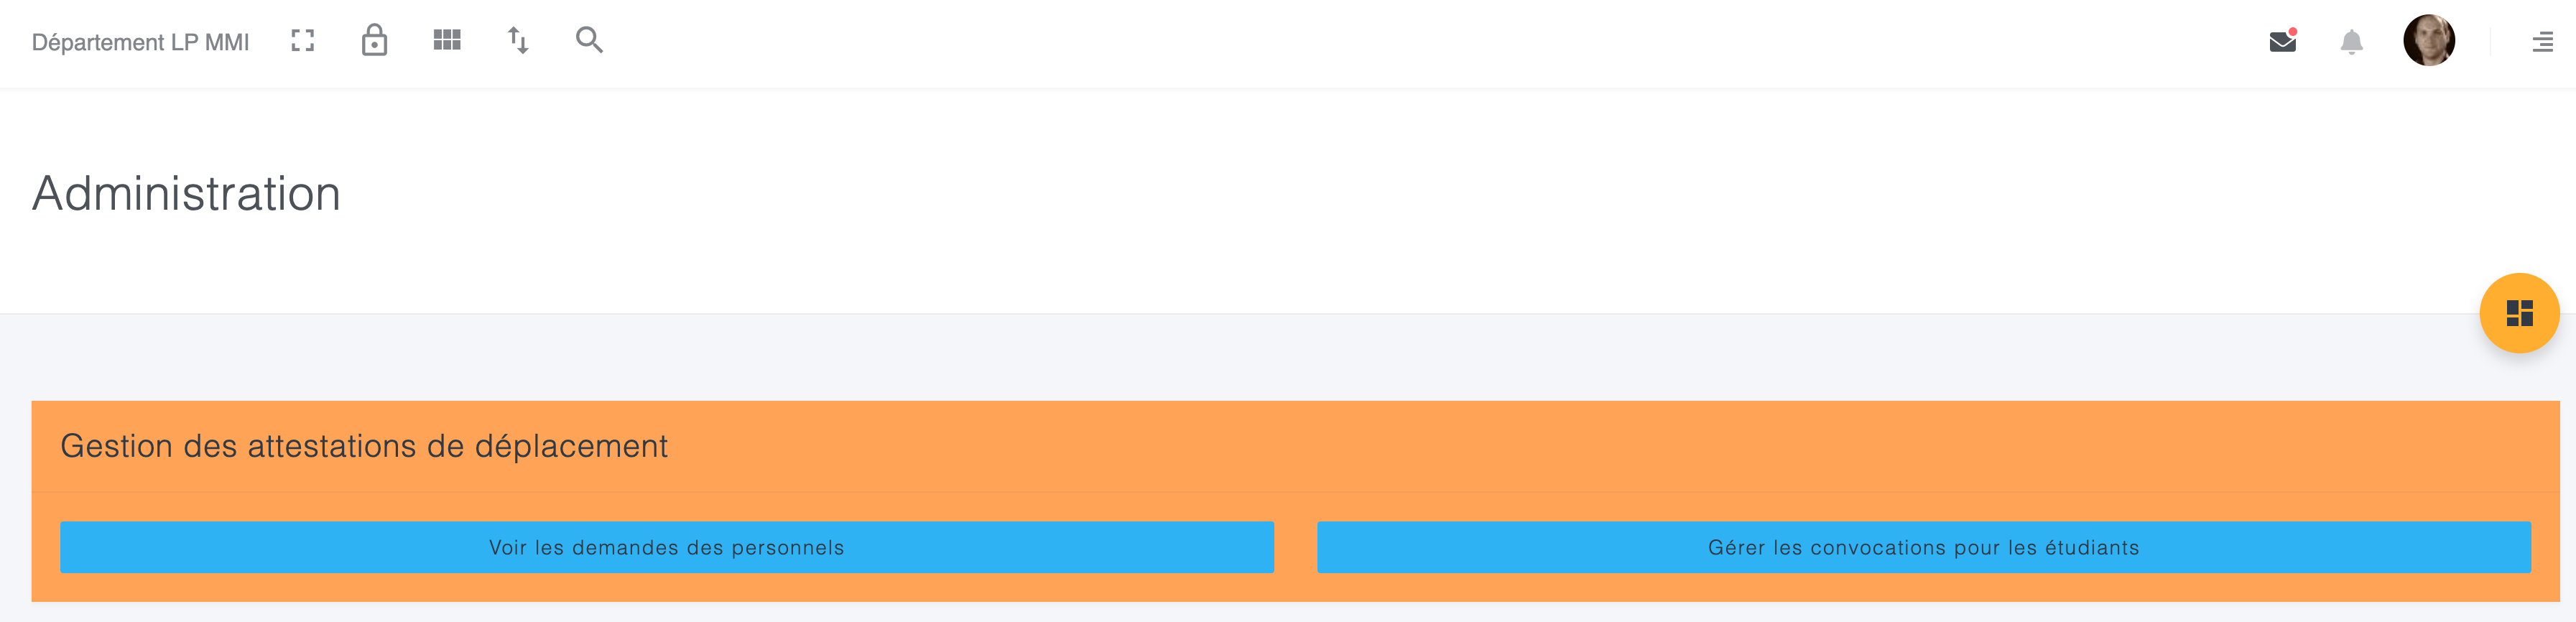 Département LP MMI
Administration
Gestion des attestations de déplacement
Voir les demandes des personnels
Gérer les convocations pour les étudiants